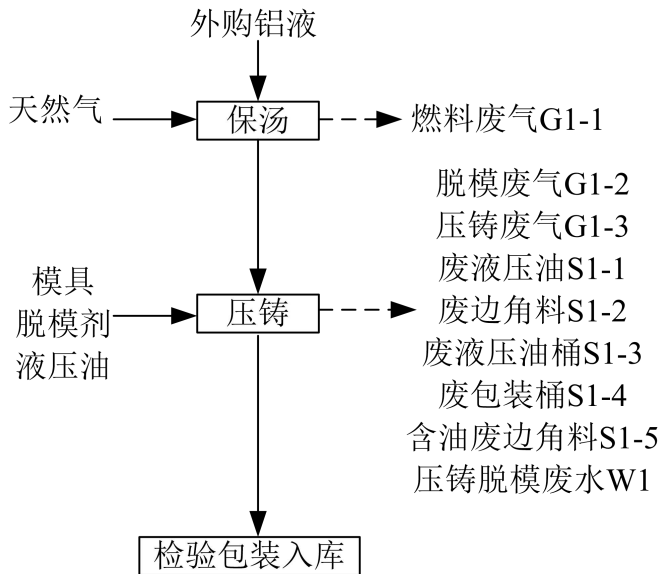 外购铝液
天然气
保汤
燃料废气G1-1
脱模废气G1-2
压铸废气G1-3
废液压油S1-1
模具
脱模剂
液压油
压铸
废边角料S1-2
废液压油桶S1-3
废包装桶S1-4
含油废边角料S1-5
压铸脱模废水W1
检验包装入库